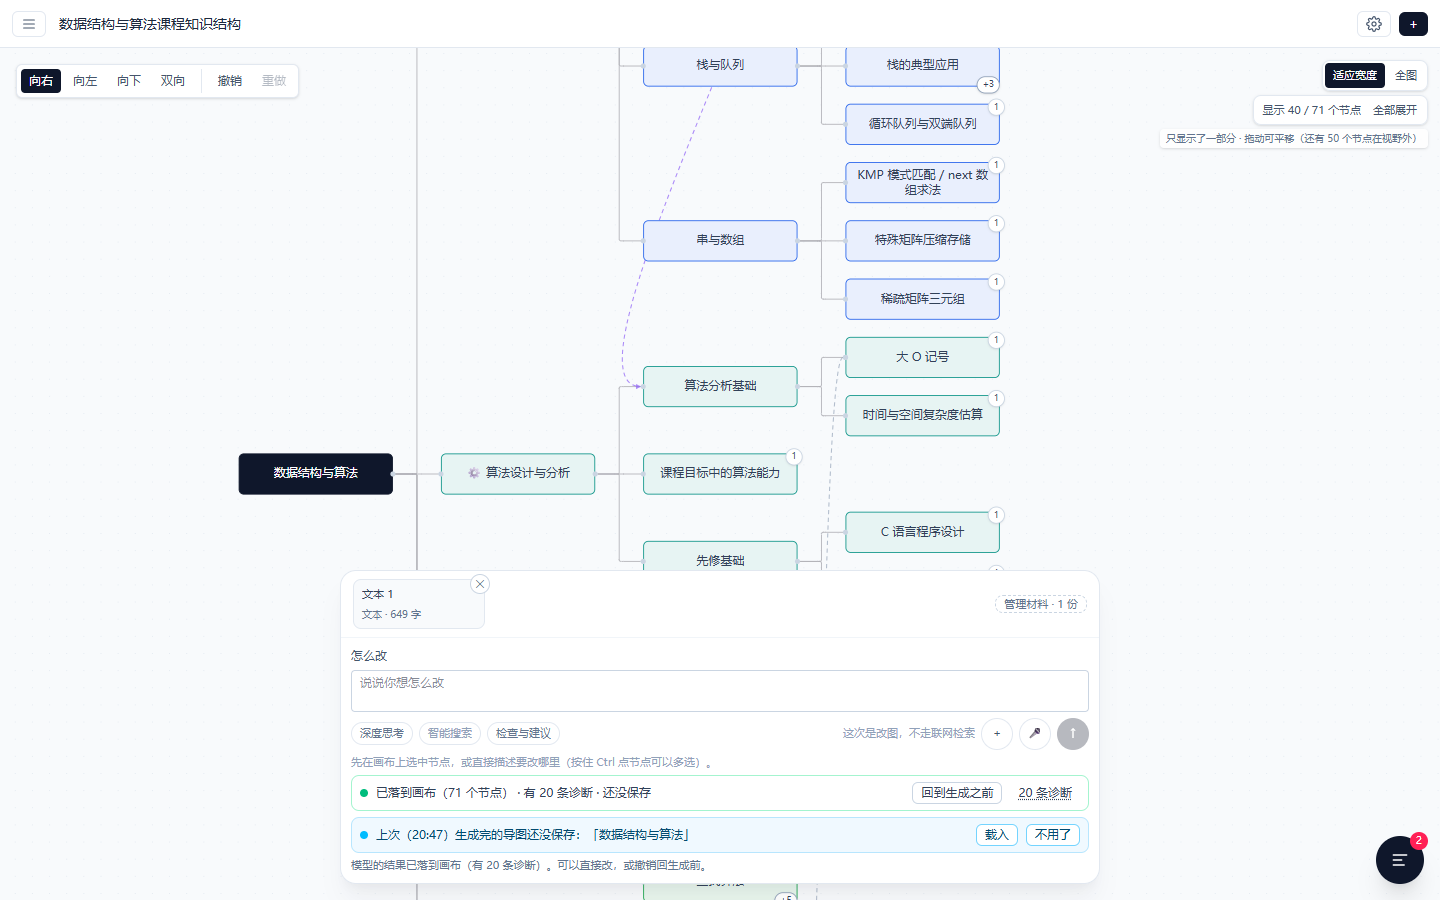 数据结构与算法课程知识结构
+
向右 向左 向下 双向 撤销 重做
适应宽度 全图
显示 40 / 71 个节点 全部展开
只显示了一部分 · 拖动可平移（还有 50 个节点在视野外）
栈与队列
栈的典型应用
+3
循环队列与双端队列
1
KMP 模式匹配 / next 数
组求法
1
串与数组
特殊矩阵压缩存储
1
稀疏矩阵三元组
1
大 O 记号
1
算法分析基础
时间与空间复杂度估算
1
数据结构与算法
算法设计与分析
课程目标中的算法能力
1
C 语言程序设计
1
先修基础
文本 1
文本 · 649 字
管理材料 · 1 份
怎么改
说说你想怎么改
深度思考 智能搜索 检查与建议
这次是改图，不走联网检索
+
先在画布上选中节点，或直接描述要改哪里（按住 Ctrl 点节点可以多选）。
已落到画布（71 个节点） · 有 20 条诊断 · 还没保存
回到生成之前 20 条诊断
上次（20:47）生成完的导图还没保存：「数据结构与算法」
载入 不用了
模型的结果已落到画布（有 20 条诊断）。可以直接改，或撤销回生成前。
2
+5